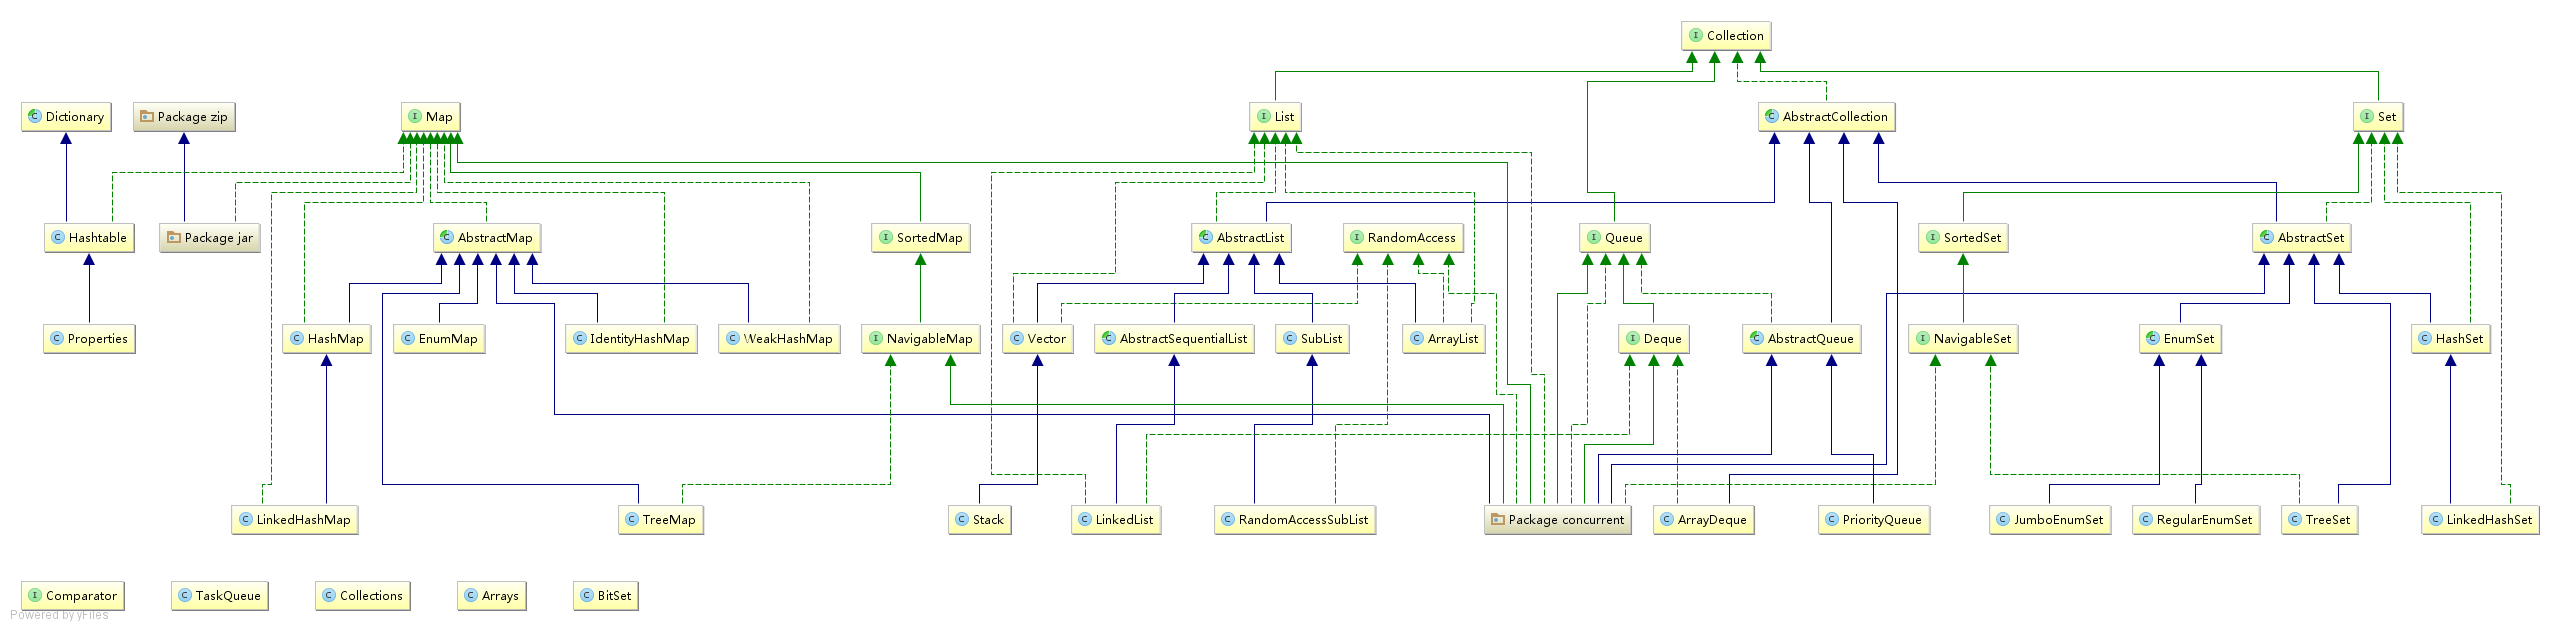 Collection
Dictionary
Package zip
Map
List
AbstractCollection
Set
Hashtable
Package jar
AbstractMap
SortedMap
AbstractList
RandomAccess
Queue
SortedSet
AbstractSet
Properties
HashMap
EnumMap
IdentityHashMap
WeakHashMap
NavigableMap
Vector
AbstractSequentialList
SubList
ArrayList
Deque
AbstractQueue
NavigableSet
EnumSet
HashSet
LinkedHashMap
TreeMap
Stack
LinkedList
RandomAccessSubList
Package concurrent
ArrayDeque
PriorityQueue
JumboEnumSet
RegularEnumSet
TreeSet
LinkedHashSet
Comparator
TaskQueue
Collections
Arrays
BitSet
Powered by yFiles